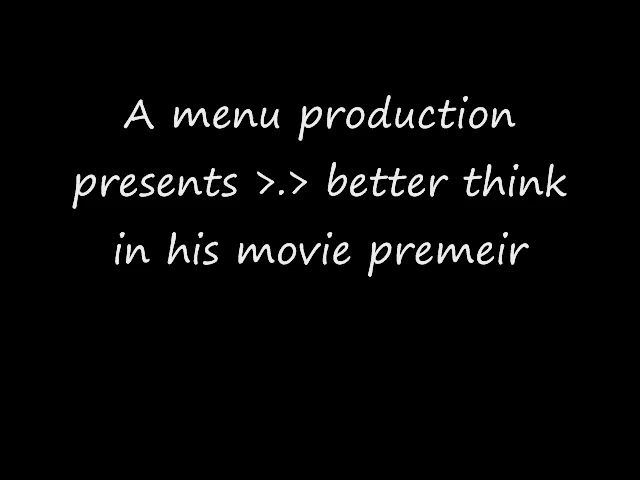 A menu production
presents >.> better think
in his movie premeir